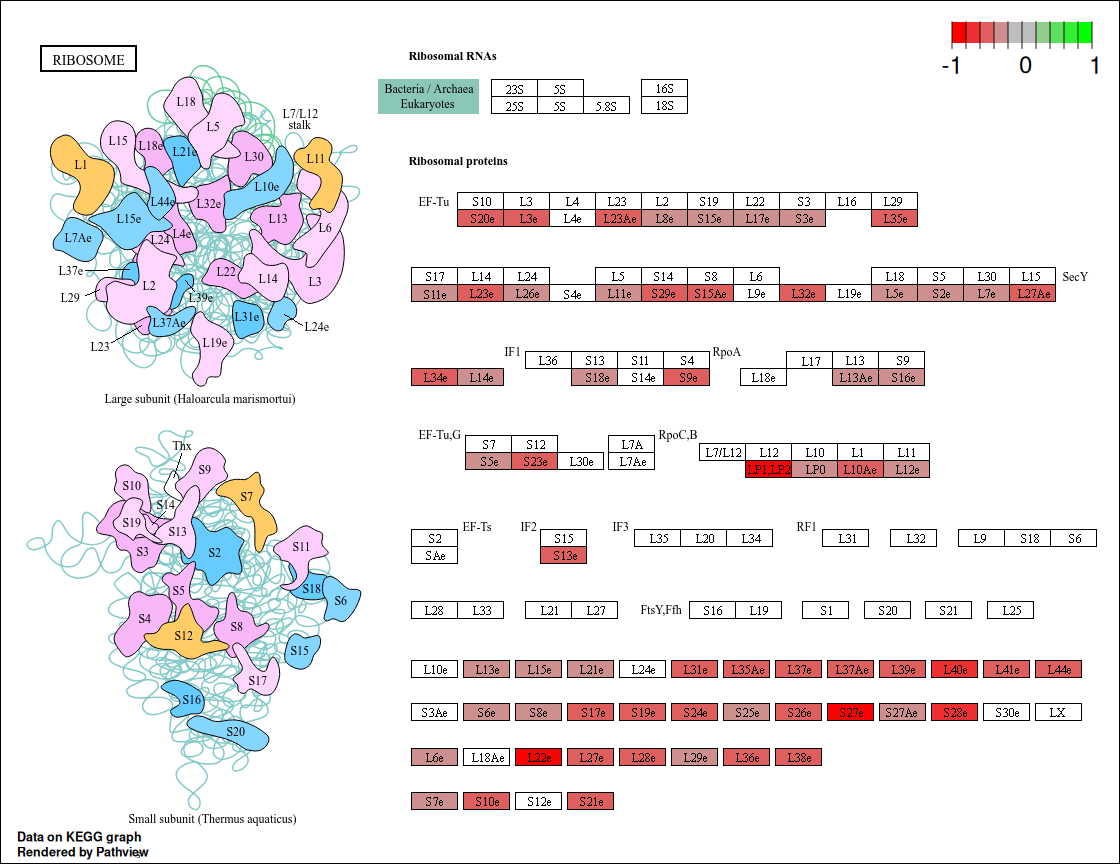 RIBOSOME
-1 0 1
L18
L5
L7/L12
stalk
L15
L18e
L21e
L30
L11
L1
L10e
L44e
L32e
L15e
L13
L6
L7Ae
L24
L4e
L37e
L22
L14
L3
L2
L29
L39e
L37Ae
L31e
L24e
L23
L19e
Large subunit (Haloarcula marismortui)
Thx
S9
S10
S7
S14
S19
S13
S3
S2
S11
S5
S18
S6
S4
S12
S8
S15
S17
S16
S20
Small subunit (Thermus aquaticus)
Data on KEGG graph
Rendered by Pathview
Ribosomal RNAs
Bacteria / Archaea 23S 5S 16S
Eukaryotes 25S 5S 5.8S 18S
Ribosomal proteins
EF-Tu S10 L3 L4 L23 L2 S19 L22 S3 L16 L29
S20e L3e L4e L23Ae L8e S15e L17e S3e L35e
S17 L14 L24 L5 S14 S8 L6 L18 S5 L30 L15 SecY
S11e L23e L26e S4e L11e S29e S15Ae L9e L32e L19e L5e S2e L7e L27Ae
IF1 L36 S13 S11 S4 RpoA L17 L13 S9
L34e L14e S18e S14e S9e L18e L13Ae S16e
EF-Tu,G S7 S12 L7A RpoC,B L7/L12 L12 L10 L1 L11
S5e S23e L30e L7Ae LP1,LP2 LP0 L10Ae L12e
S2 EF-Ts IF2 S15 IF3 L35 L20 L34 RF1 L31 L32 L9 S18 S6
SAe S13e
L28 L33 L21 L27 FtsY,Ffh S16 L19 S1 S20 S21 L25
L10e L13e L15e L21e L24e L31e L35Ae L37e L37Ae L39e L40e L41e L44e
S3Ae S6e S8e S17e S19e S24e S25e S26e S27e S27Ae S28e S30e LX
L6e L18Ae L22e L27e L28e L29e L36e L38e
S7e S10e S12e S21e